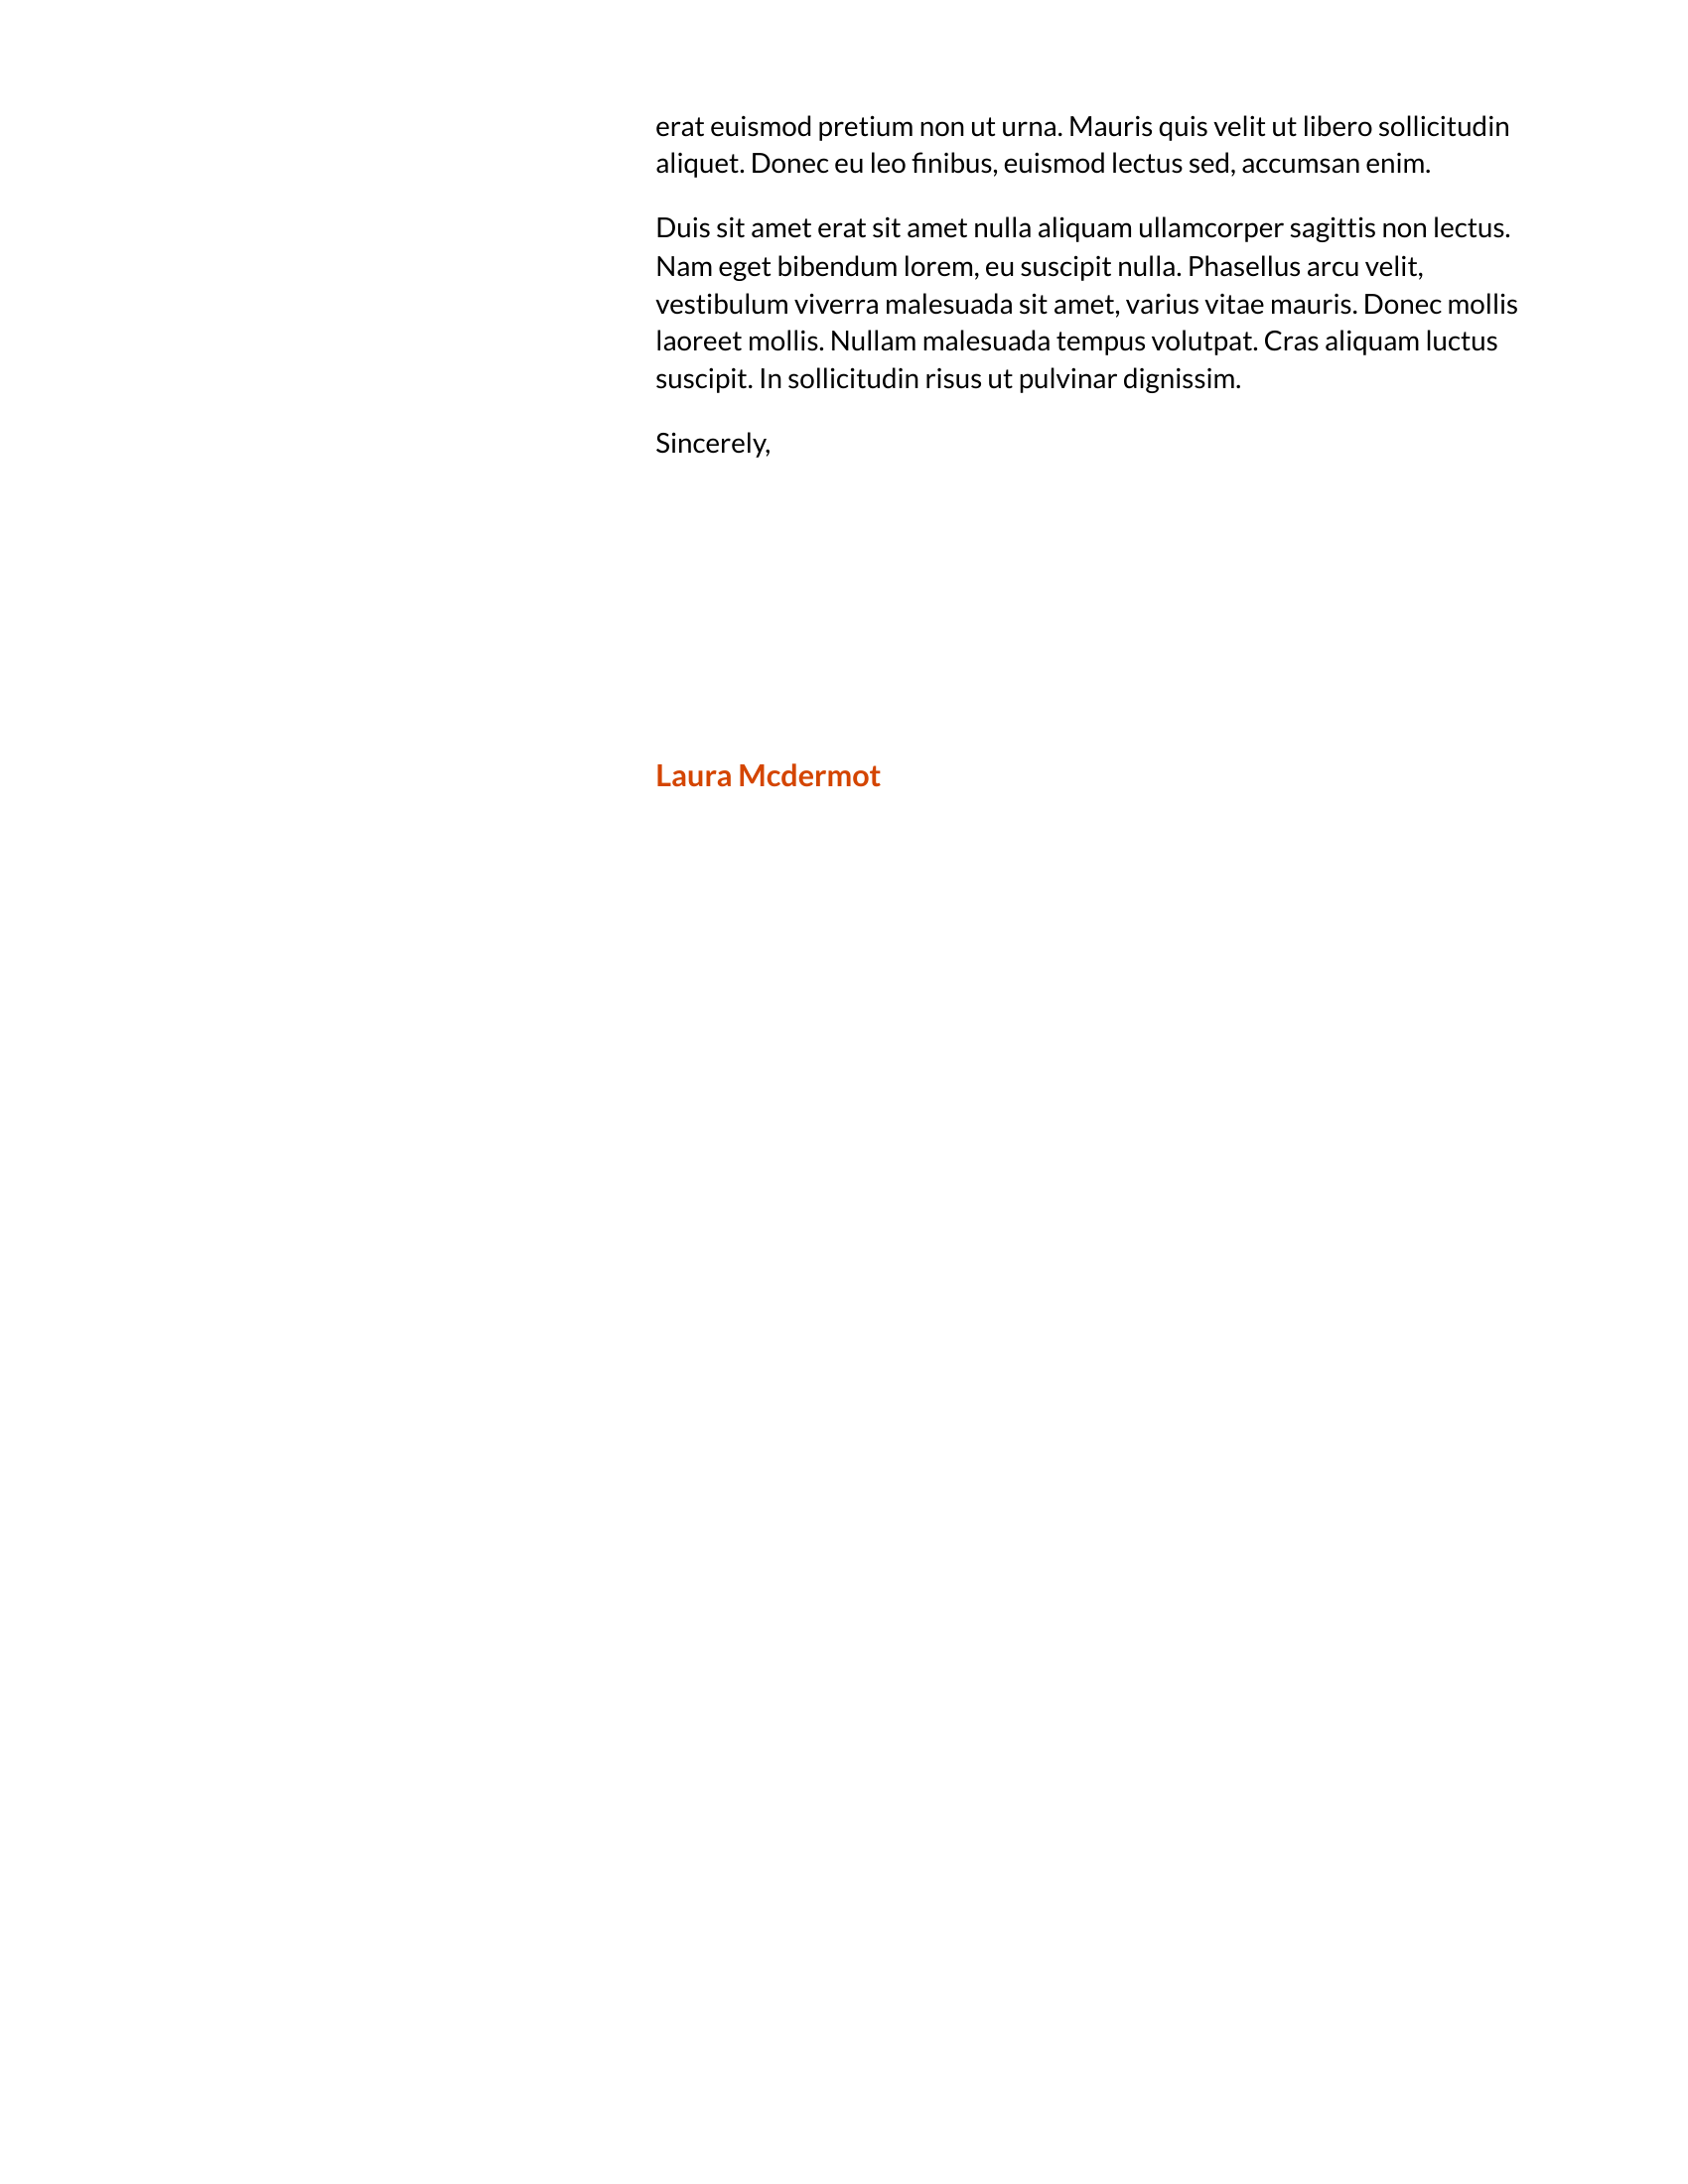 erat euismod pretium non ut urna. Mauris quis velit ut libero sollicitudin
aliquet. Donec eu leo finibus, euismod lectus sed, accumsan enim.
Duis sit amet erat sit amet nulla aliquam ullamcorper sagittis non lectus.
Nam eget bibendum lorem, eu suscipit nulla. Phasellus arcu velit,
vestibulum viverra malesuada sit amet, varius vitae mauris. Donec mollis
laoreet mollis. Nullam malesuada tempus volutpat. Cras aliquam luctus
suscipit. In sollicitudin risus ut pulvinar dignissim.
Sincerely,
Laura Mcdermot